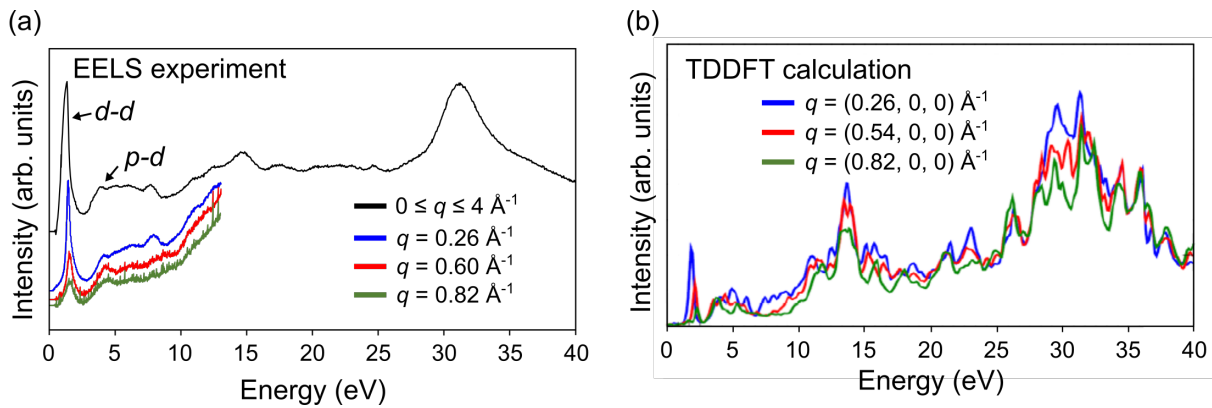 (a)
EELS experiment
d-d
p-d
0 ≤ q ≤ 4 Å⁻¹
q = 0.26 Å⁻¹
q = 0.60 Å⁻¹
q = 0.82 Å⁻¹
Intensity (arb. units)
0 5 10 15 20 25 30 35 40
Energy (eV)
(b)
TDDFT calculation
q = (0.26, 0, 0) Å⁻¹
q = (0.54, 0, 0) Å⁻¹
q = (0.82, 0, 0) Å⁻¹
Intensity (arb. units)
0 5 10 15 20 25 30 35 40
Energy (eV)